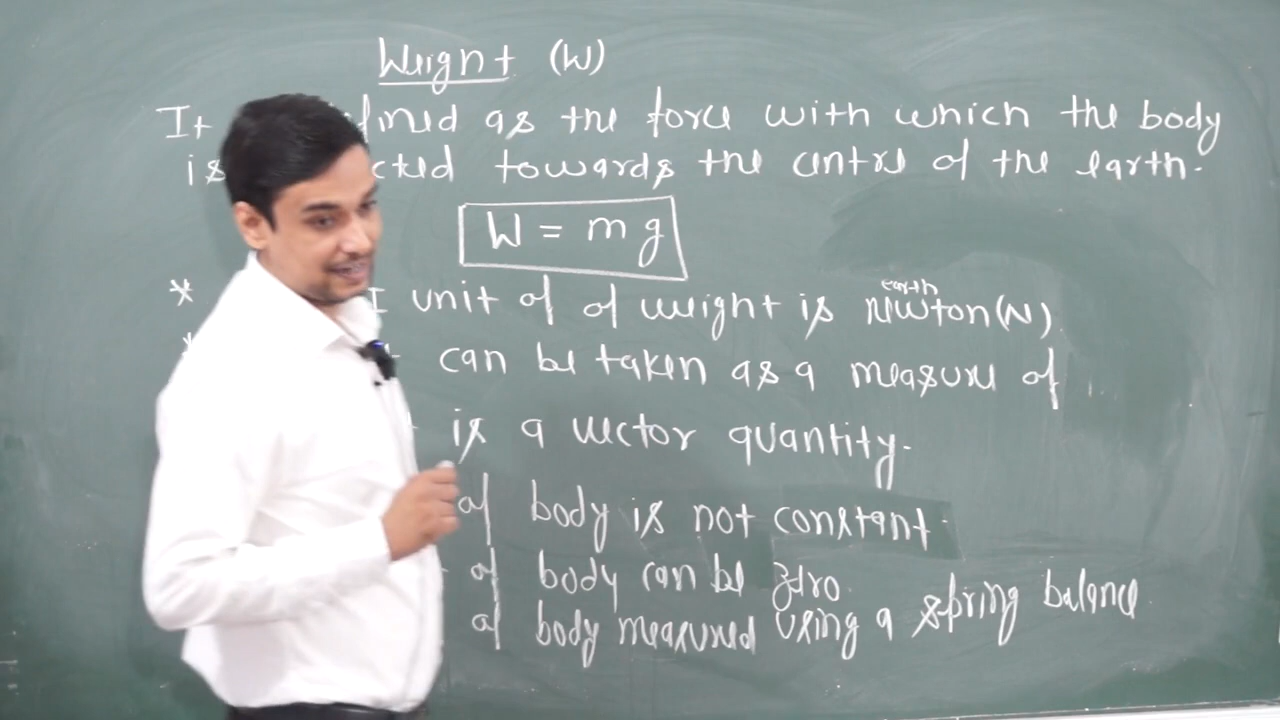 Weignt (W)
It fined as the force with which the body
is cted towards the centre of the earth.
W = mg
earth
* I unit of of weight is newton(N)
* can be taken as a measure of
is a vector quantity.
of body is not constant.
of body can be zero.
of body measured using a spring balance